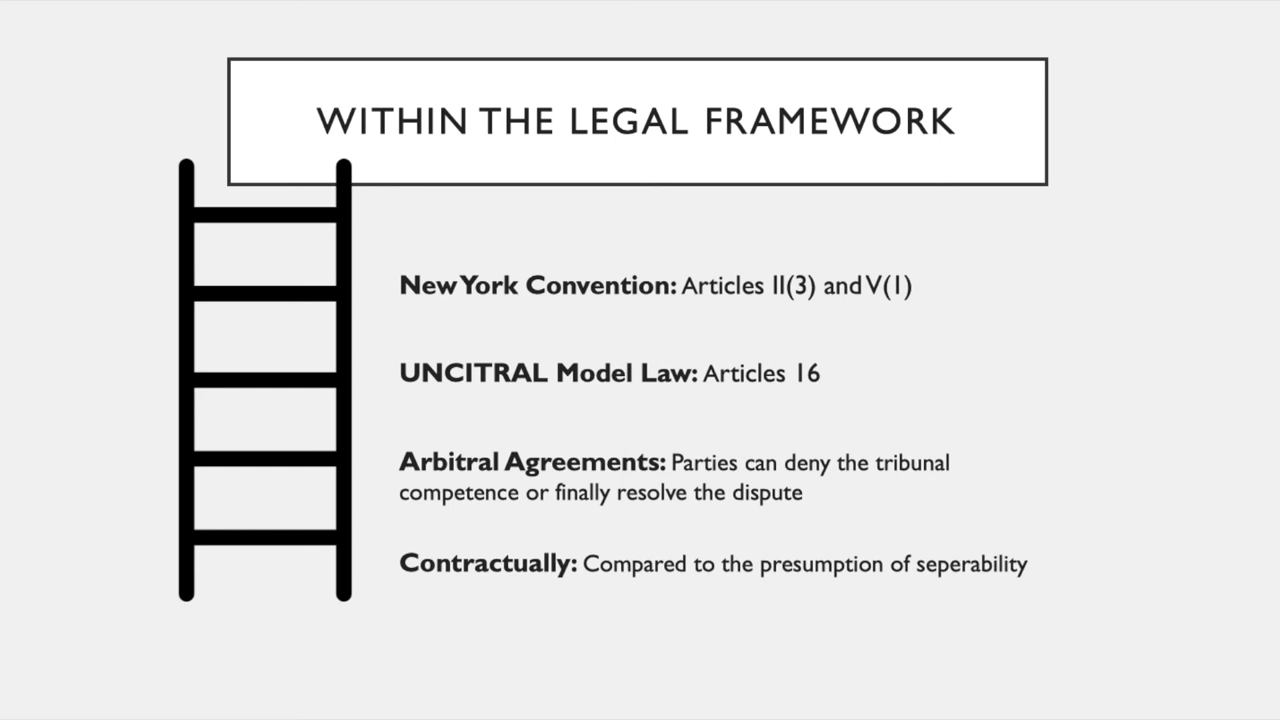 WITHIN THE LEGAL FRAMEWORK
New York Convention: Articles II(3) and V(1)
UNCITRAL Model Law: Articles 16
Arbitral Agreements: Parties can deny the tribunal
competence or finally resolve the dispute
Contractually: Compared to the presumption of seperability